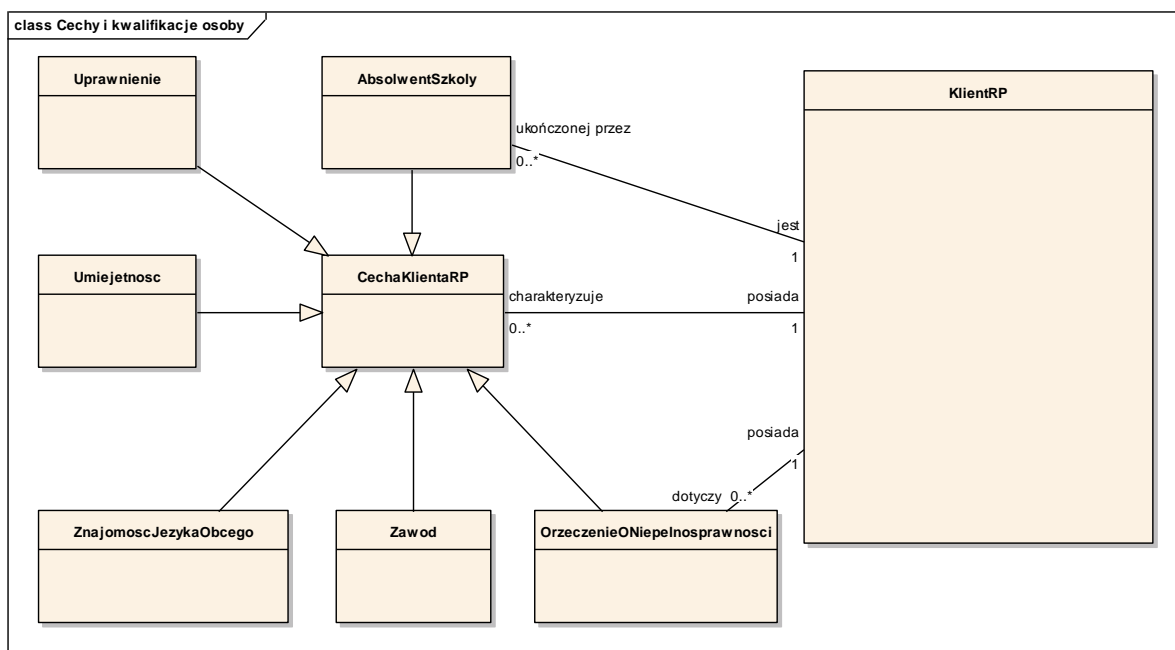 class Cechy i kwalifikacje osoby
Uprawnienie
AbsolwentSzkoly
KlientRP
ukończonej przez
0..*
jest
1
Umiejetnosc
CechaKlientaRP
charakteryzuje
0..*
posiada
1
posiada
1
dotyczy 0..*
ZnajomoscJezykaObcego
Zawod
OrzeczenieONiepelnosprawnosci